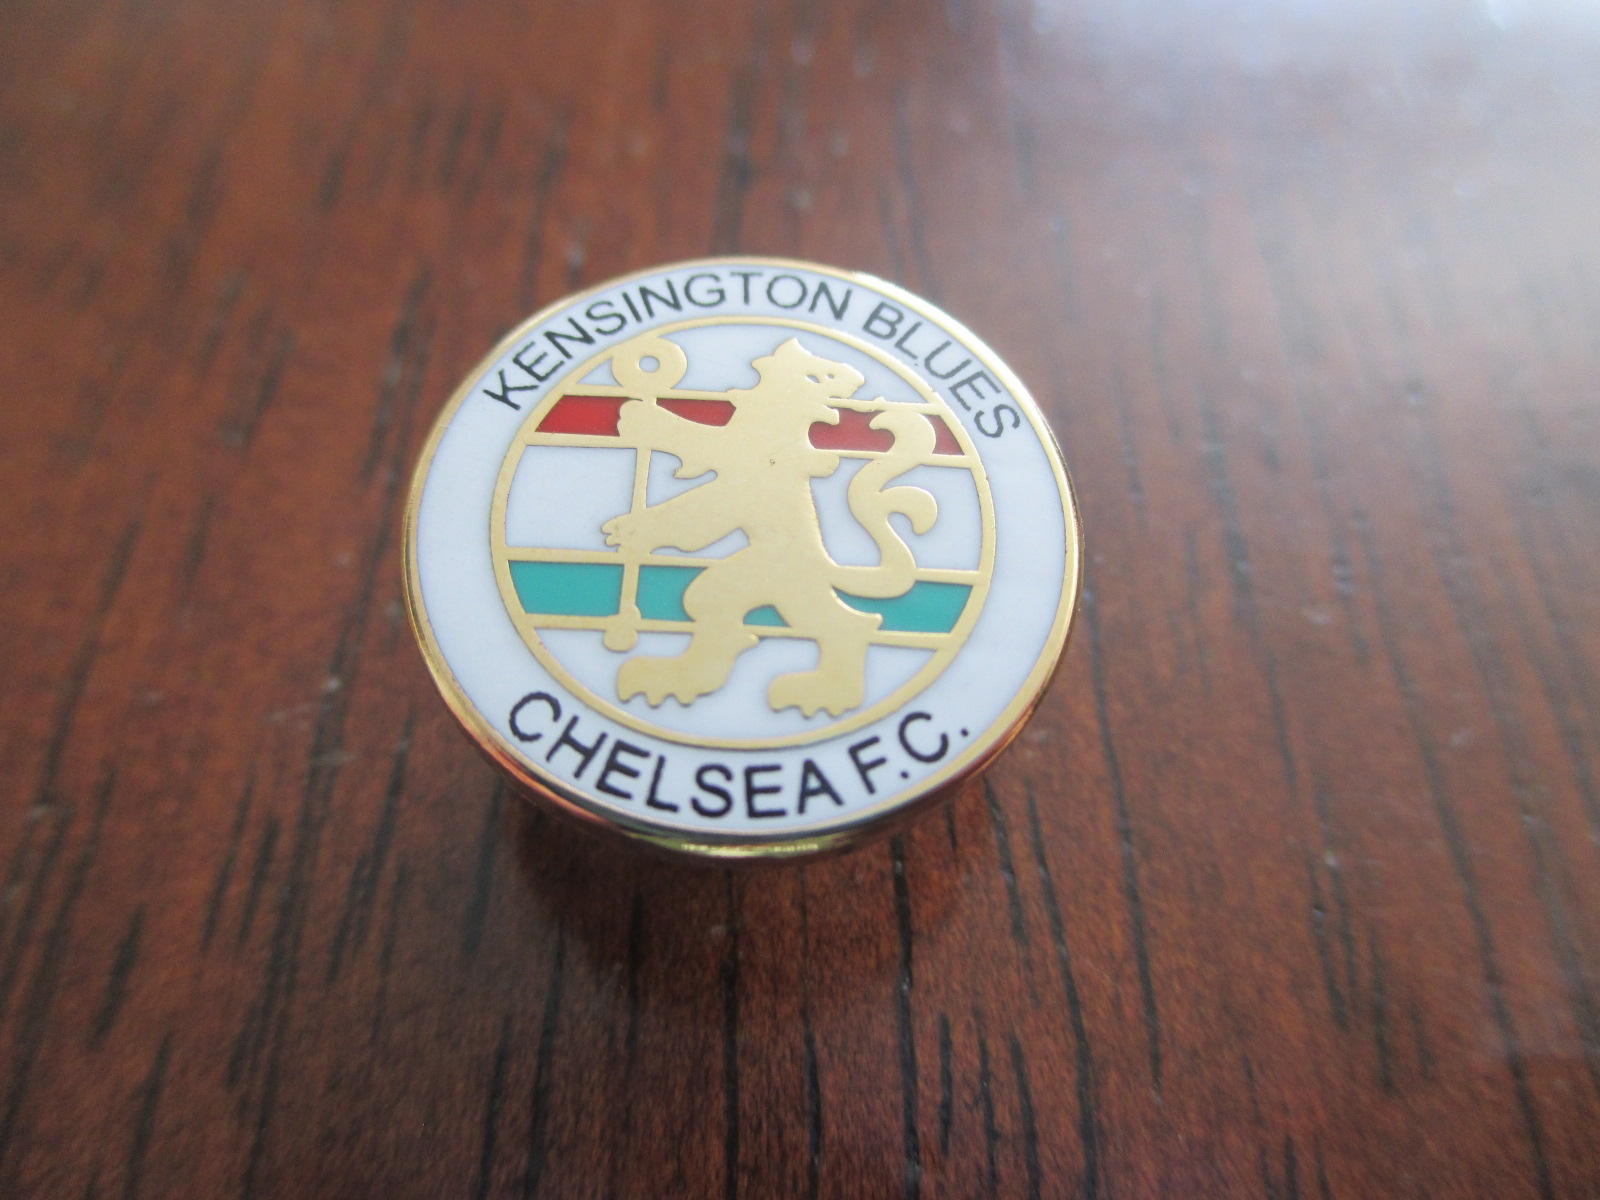 KENSINGTON BLUES
CHELSEA F.C.